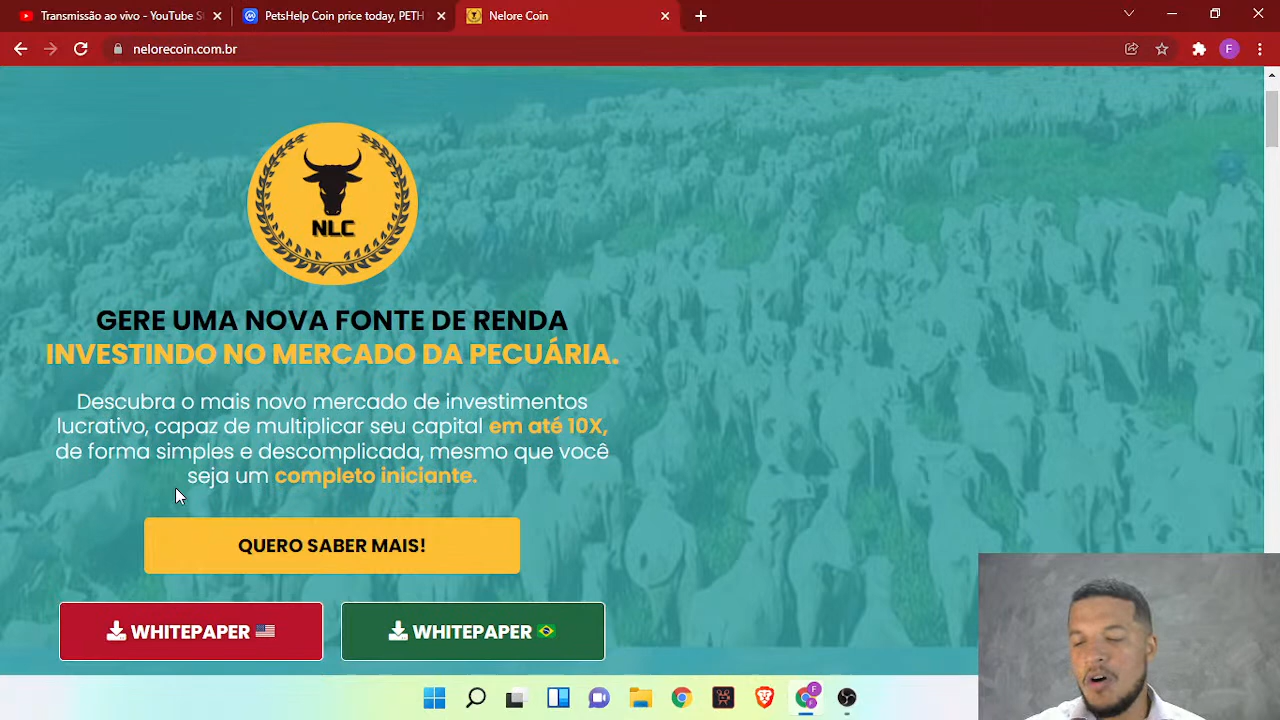 Transmissão ao vivo - YouTube S
PetsHelp Coin price today, PETH
Nelore Coin
nelorecoin.com.br
F
NLC
GERE UMA NOVA FONTE DE RENDA
INVESTINDO NO MERCADO DA PECUÁRIA.
Descubra o mais novo mercado de investimentos
lucrativo, capaz de multiplicar seu capital em até 10X,
de forma simples e descomplicada, mesmo que você
seja um completo iniciante.
QUERO SABER MAIS!
WHITEPAPER
WHITEPAPER
F